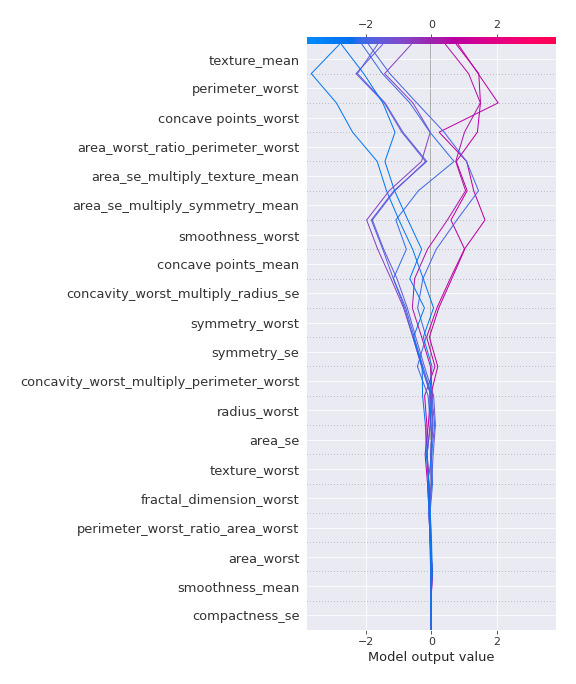 −2 0 2
texture_mean
perimeter_worst
concave points_worst
area_worst_ratio_perimeter_worst
area_se_multiply_texture_mean
area_se_multiply_symmetry_mean
smoothness_worst
concave points_mean
concavity_worst_multiply_radius_se
symmetry_worst
symmetry_se
concavity_worst_multiply_perimeter_worst
radius_worst
area_se
texture_worst
fractal_dimension_worst
perimeter_worst_ratio_area_worst
area_worst
smoothness_mean
compactness_se
−2 0 2
Model output value